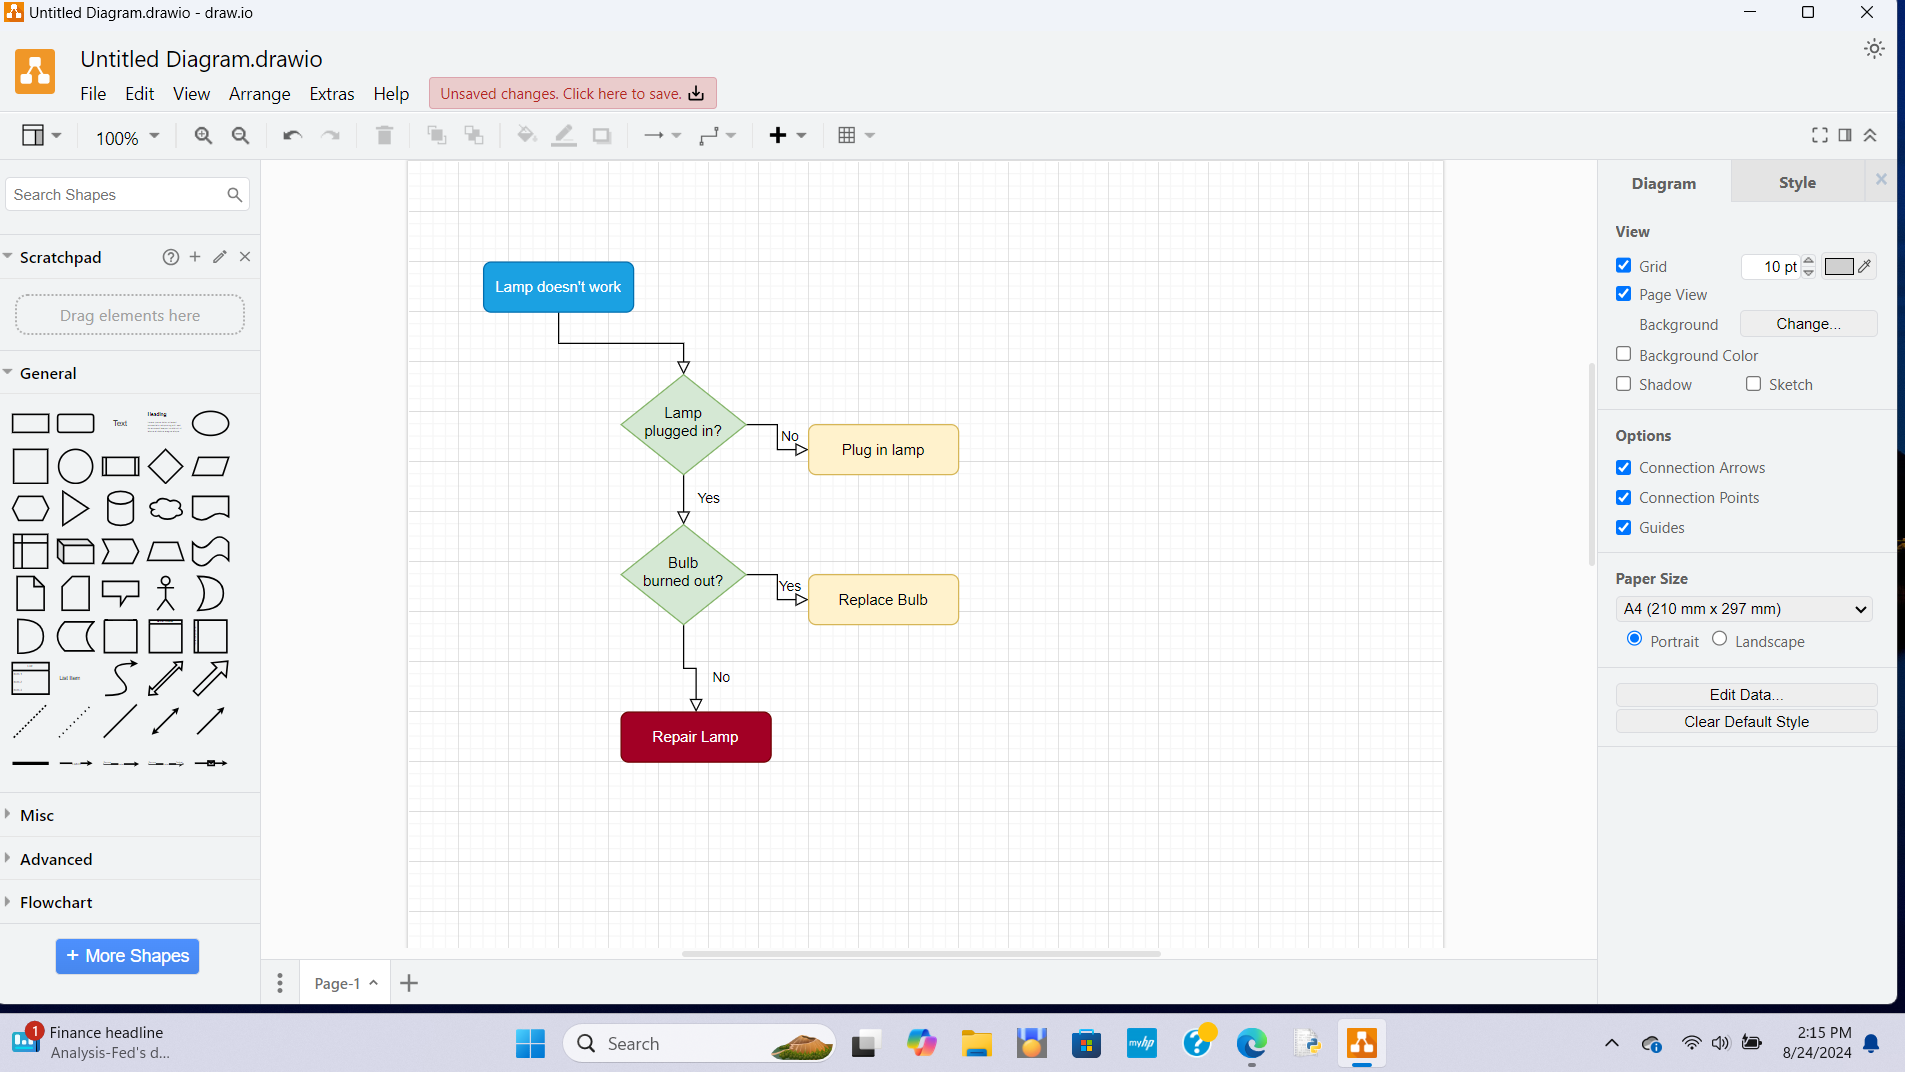 Untitled Diagram.drawio - draw.io
Untitled Diagram.drawio
File Edit View Arrange Extras Help Unsaved changes. Click here to save.
100%
Search Shapes
Scratchpad
Drag elements here
General
Text
Heading
List Item
Misc
Advanced
Flowchart
+ More Shapes
Lamp doesn't work
Lamp
plugged in?
No
Plug in lamp
Yes
Bulb
burned out?
Yes
Replace Bulb
No
Repair Lamp
Page-1
Diagram Style
View
Grid 10 pt
Page View
Background Change...
Background Color
Shadow Sketch
Options
Connection Arrows
Connection Points
Guides
Paper Size
A4 (210 mm x 297 mm)
Portrait Landscape
Edit Data...
Clear Default Style
1
Finance headline
Analysis-Fed's d...
Search
myhp
2:15 PM
8/24/2024